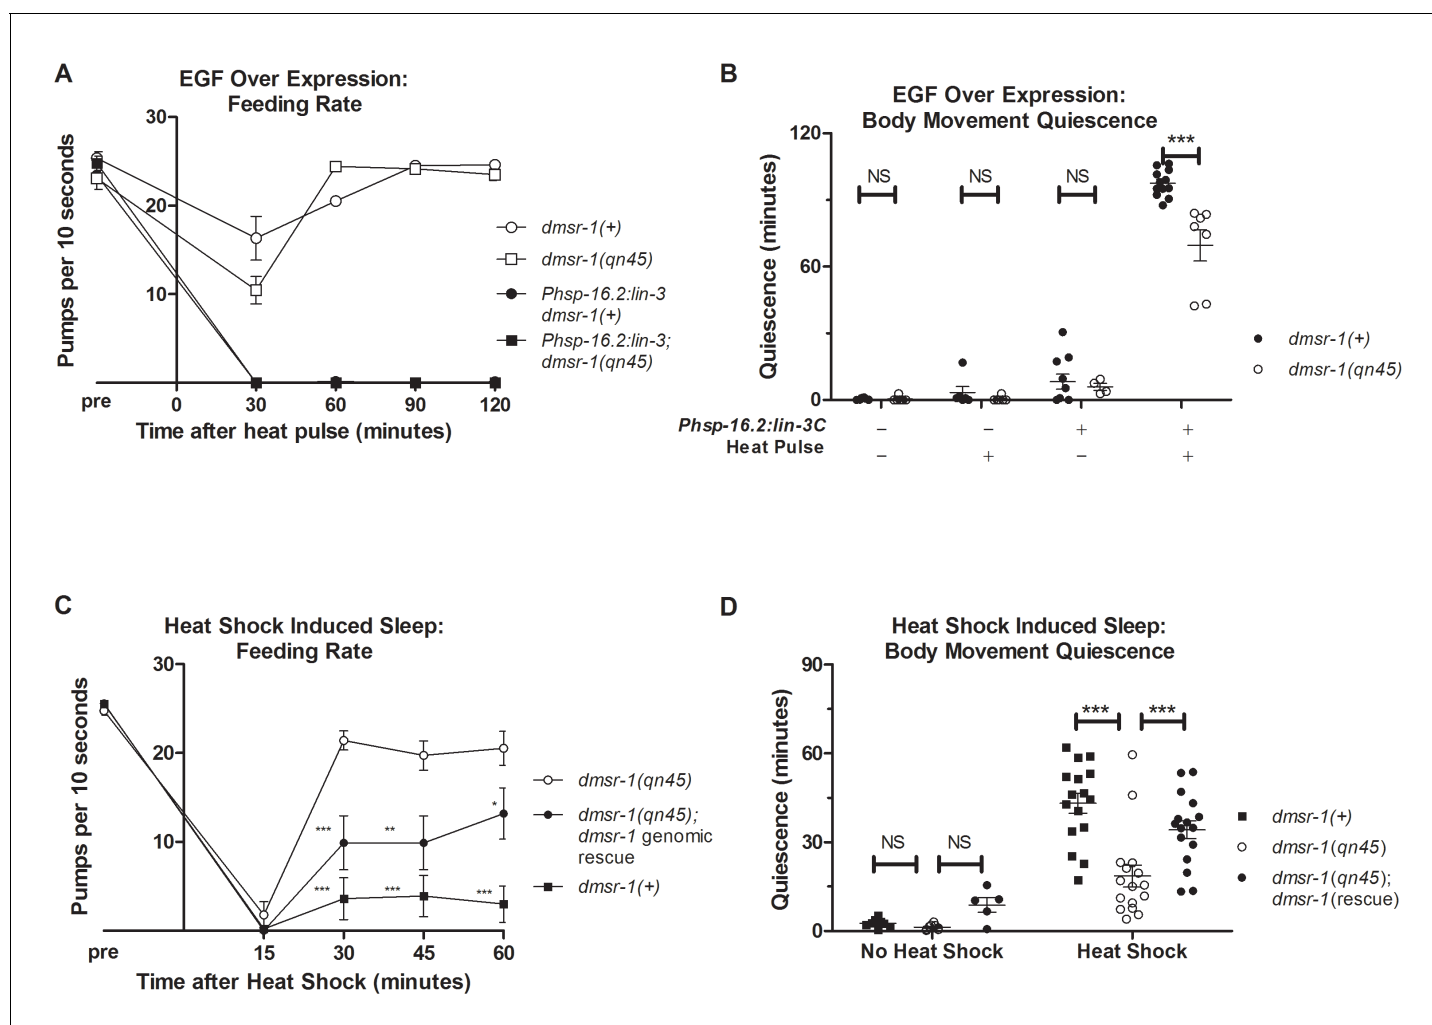 A
EGF Over Expression:
Feeding Rate
Pumps per 10 seconds
30
20
10
pre
0
30
60
90
120
Time after heat pulse (minutes)
dmsr-1(+)
dmsr-1(qn45)
Phsp-16.2:lin-3
dmsr-1(+)
Phsp-16.2:lin-3;
dmsr-1(qn45)
B
EGF Over Expression:
Body Movement Quiescence
Quiescence (minutes)
120
60
0
NS
NS
NS
***
Phsp-16.2:lin-3C
− − + +
Heat Pulse
− + − +
dmsr-1(+)
dmsr-1(qn45)
C
Heat Shock Induced Sleep:
Feeding Rate
Pumps per 10 seconds
30
20
10
pre
15
30
45
60
Time after Heat Shock (minutes)
*** ** *
*** *** ***
dmsr-1(qn45)
dmsr-1(qn45);
dmsr-1 genomic
rescue
dmsr-1(+)
D
Heat Shock Induced Sleep:
Body Movement Quiescence
Quiescence (minutes)
90
60
30
0
NS
NS
***
***
No Heat Shock
Heat Shock
dmsr-1(+)
dmsr-1(qn45)
dmsr-1(qn45);
dmsr-1(rescue)